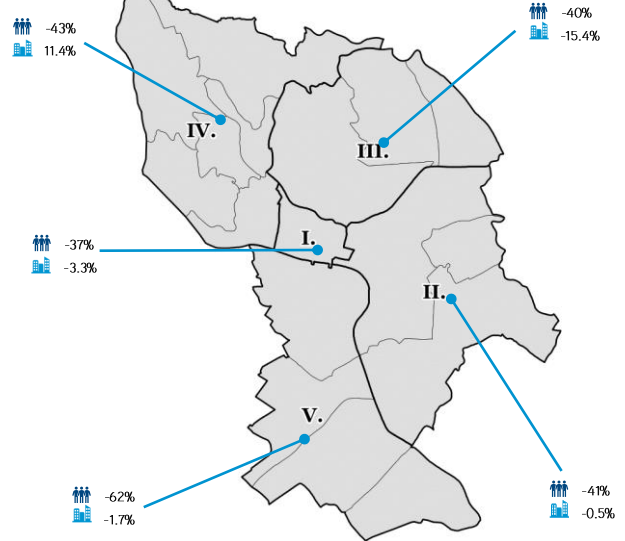 -43%
11.4%
-40%
-15.4%
IV.
III.
I.
-37%
-3.3%
II.
V.
-62%
-1.7%
-41%
-0.5%